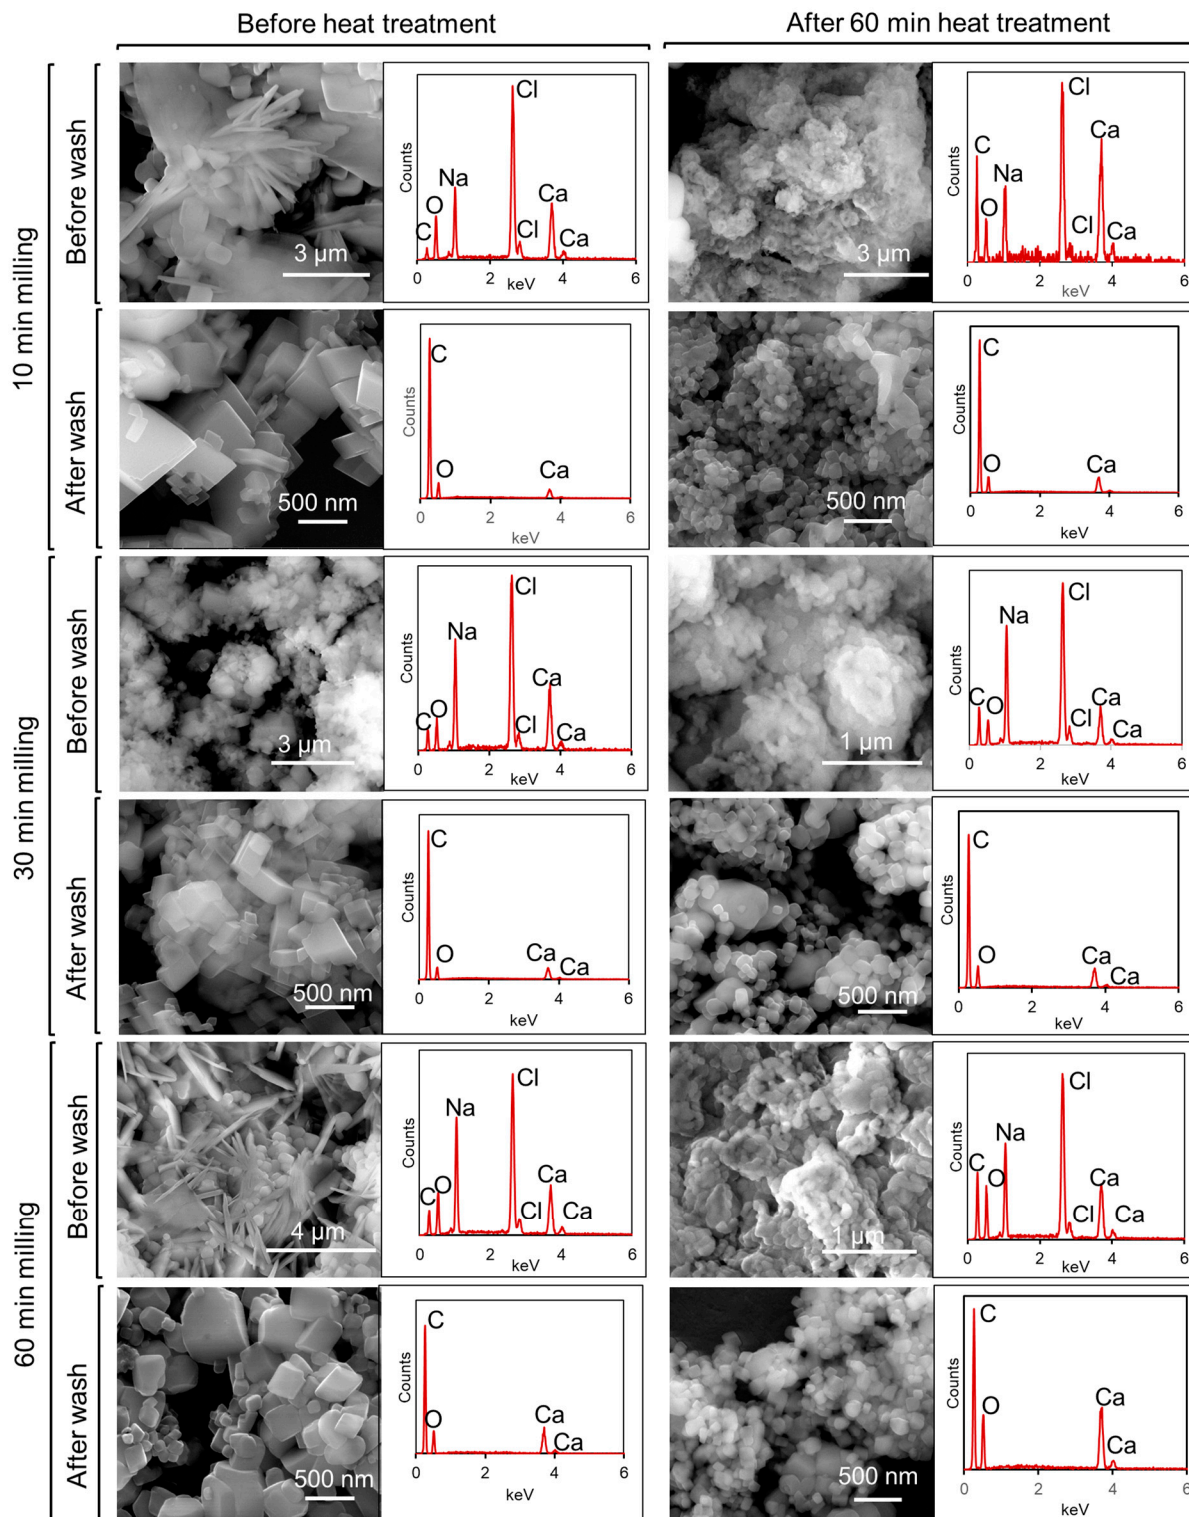 Before heat treatment
After 60 min heat treatment
10 min milling
Before wash
3 µm
Counts
C
O
Na
Cl
Cl
Ca
Ca
0
2
4
6
keV
3 µm
Counts
C
O
Na
Cl
Cl
Ca
Ca
0
2
4
6
keV
After wash
500 nm
Counts
C
O
Ca
0
2
4
6
keV
500 nm
Counts
C
O
Ca
0
2
4
6
keV
30 min milling
Before wash
3 µm
Counts
C
O
Na
Cl
Cl
Ca
Ca
0
2
4
6
keV
1 µm
Counts
C
O
Na
Cl
Cl
Ca
Ca
0
2
4
6
keV
After wash
500 nm
Counts
C
O
Ca
Ca
0
2
4
6
keV
500 nm
Counts
C
O
Ca
Ca
0
2
4
6
keV
60 min milling
Before wash
4 µm
Counts
C
O
Na
Cl
Cl
Ca
Ca
0
2
4
6
keV
1 µm
Counts
C
O
Na
Cl
Cl
Ca
Ca
0
2
4
6
keV
After wash
500 nm
Counts
C
O
Ca
Ca
0
2
4
6
keV
500 nm
Counts
C
O
Ca
Ca
0
2
4
6
keV